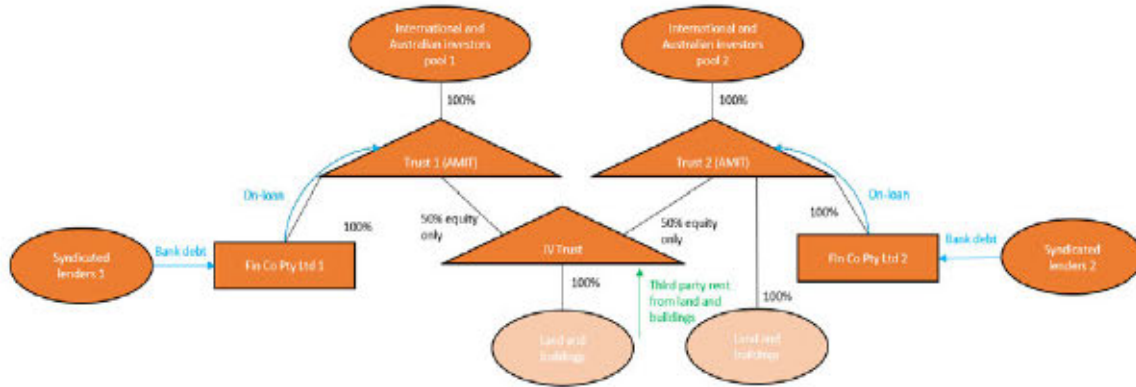 International and
Australian investors
pool 1
International and
Australian investors
pool 2
100%
100%
Trust 1 (AMIT)
Trust 2 (AMIT)
On-loan
On-loan
100%
50% equity
only
50% equity
only
100%
Syndicated
lenders 1
Bank debt
Fin Co Pty Ltd 1
JV Trust
Fin Co Pty Ltd 2
Bank debt
Syndicated
lenders 2
100%
Third party rent
from land and
buildings
100%
Land and
buildings
Land and
buildings